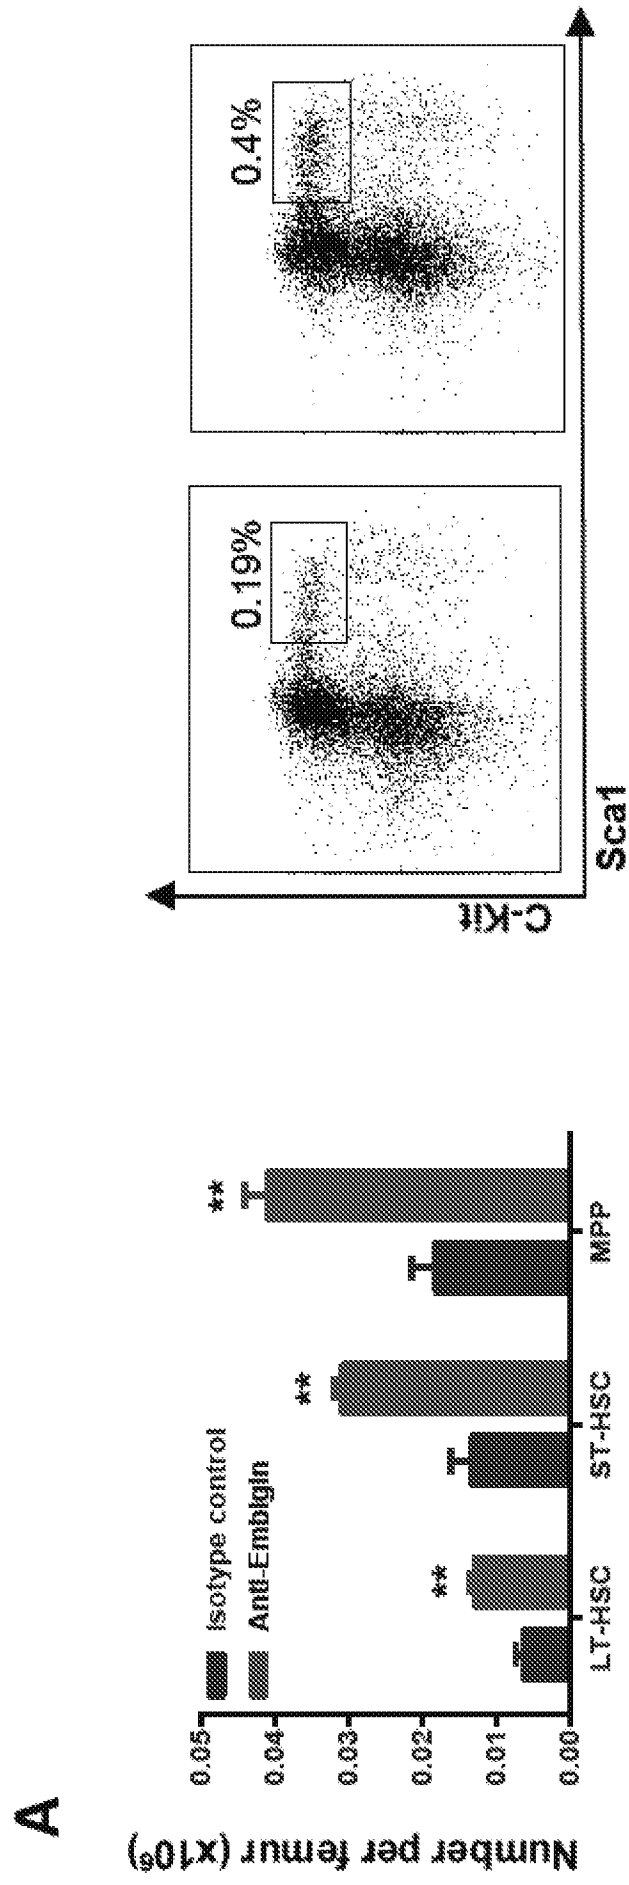 A
Number per femur (x10⁶)
0.05
0.04
0.03
0.02
0.01
0.00
Isotype control
Anti-Embigin
**
**
**
LT-HSC
ST-HSC
MPP
C-Kit
0.19%
0.4%
Sca1